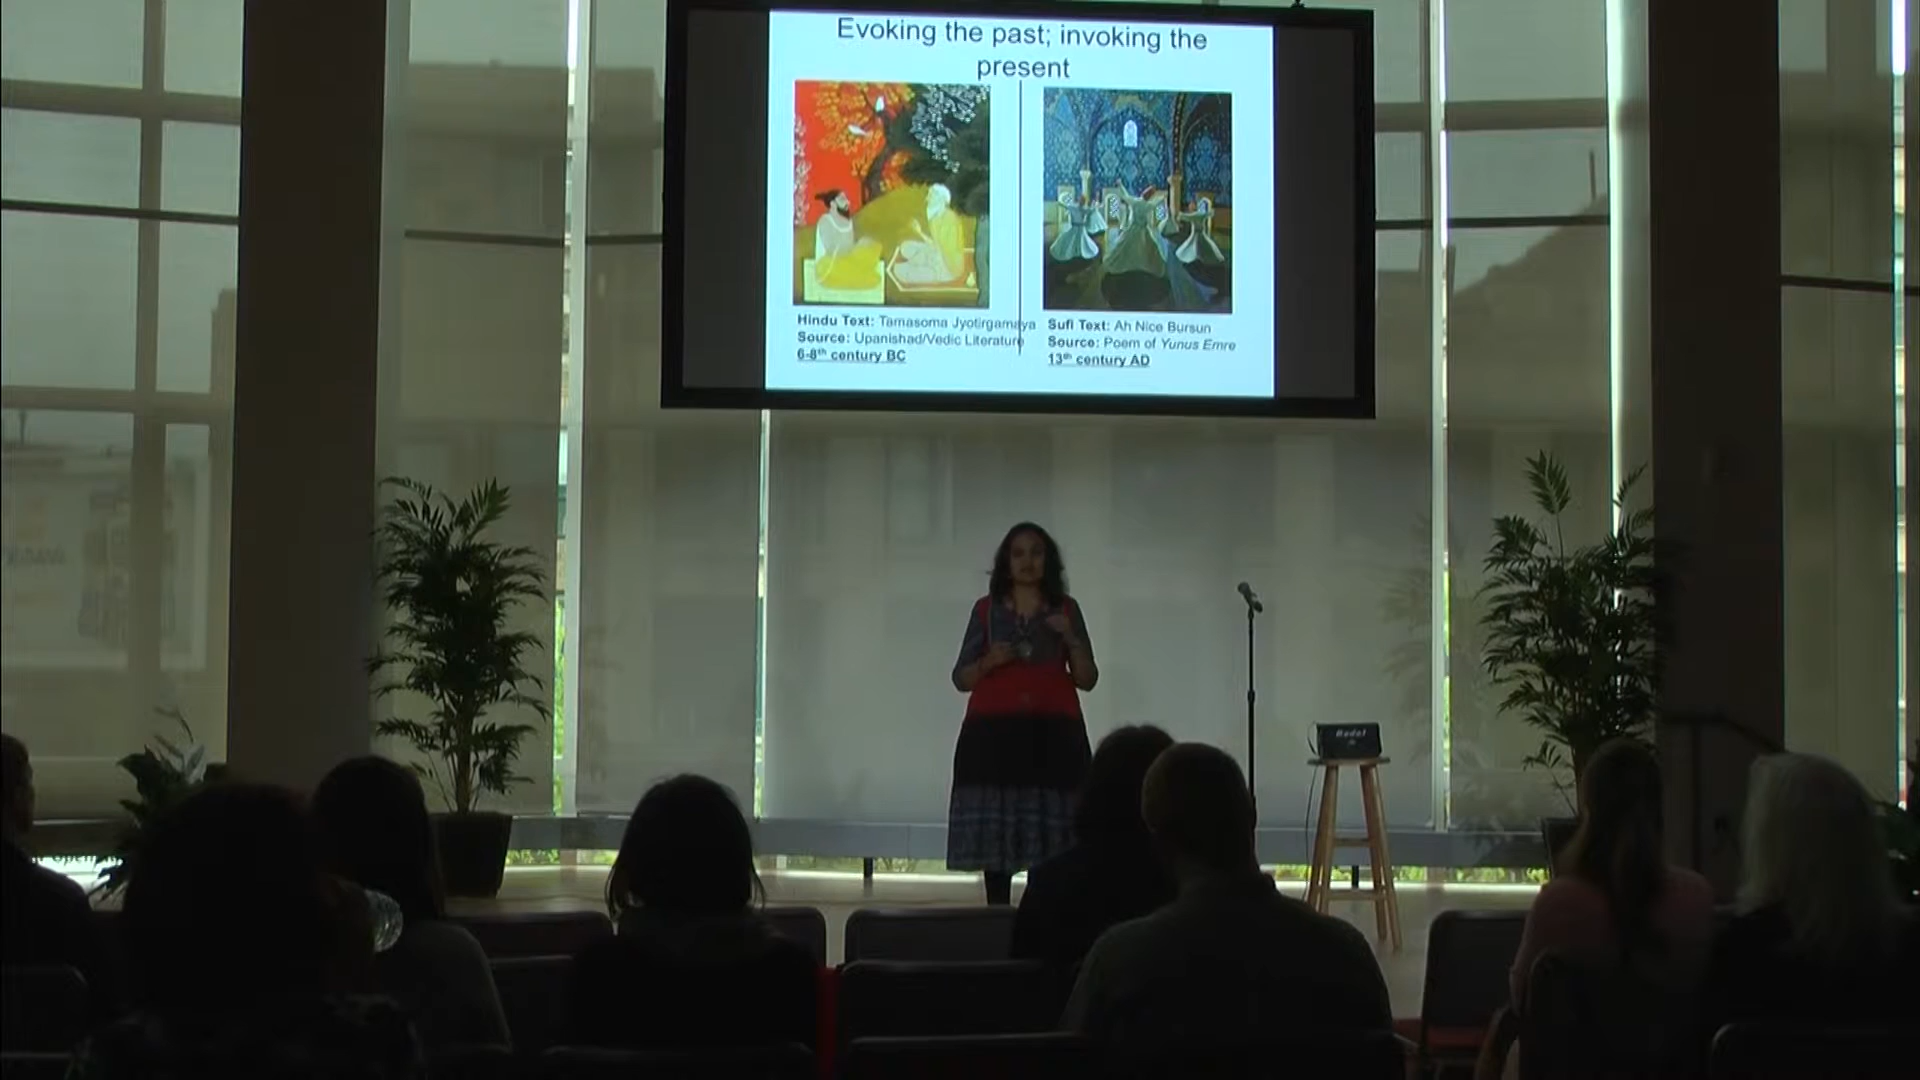 Evoking the past; invoking the
present
Hindu Text: Tamasoma Jyotirgamaya
Source: Upanishad/Vedic Literature
6-8th century BC
Sufi Text: Ah Nice Bursun
Source: Poem of Yunus Emre
13th century AD